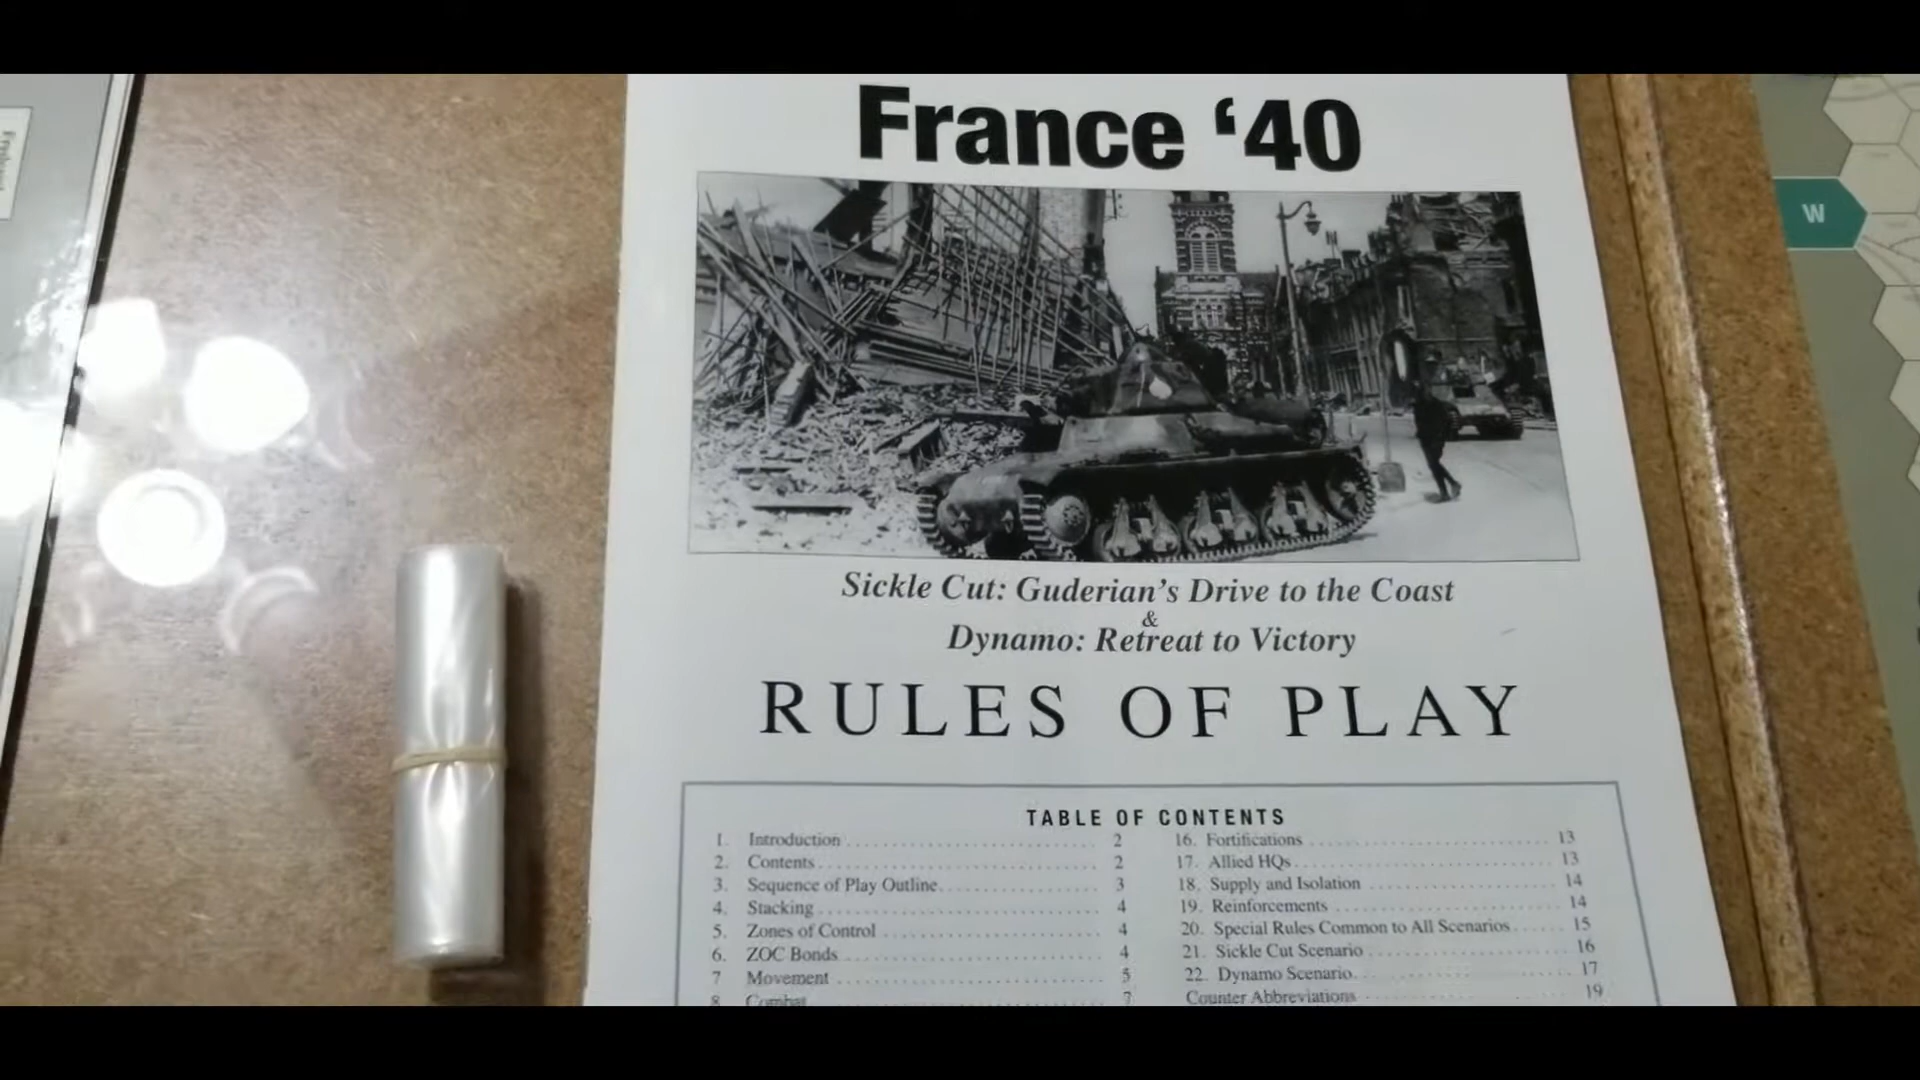 France ‘40
W
Sickle Cut: Guderian’s Drive to the Coast
&
Dynamo: Retreat to Victory
RULES OF PLAY
TABLE OF CONTENTS
1. Introduction 2
2. Contents 2
3. Sequence of Play Outline 3
4. Stacking 4
5. Zones of Control 4
6. ZOC Bonds 4
7 Movement 5
8 Combat 7
16. Fortifications 13
17. Allied HQs 13
18. Supply and Isolation 14
19. Reinforcements 14
20. Special Rules Common to All Scenarios 15
21. Sickle Cut Scenario 16
22. Dynamo Scenario 17
Counter Abbreviations 19